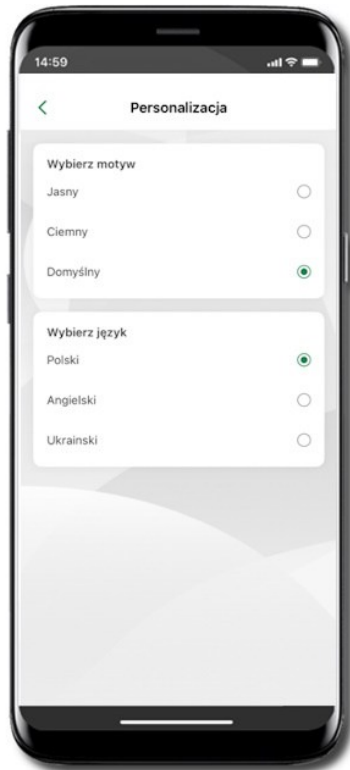 14:59
Personalizacja
Wybierz motyw
Jasny
Ciemny
Domyślny
Wybierz język
Polski
Angielski
Ukrainski